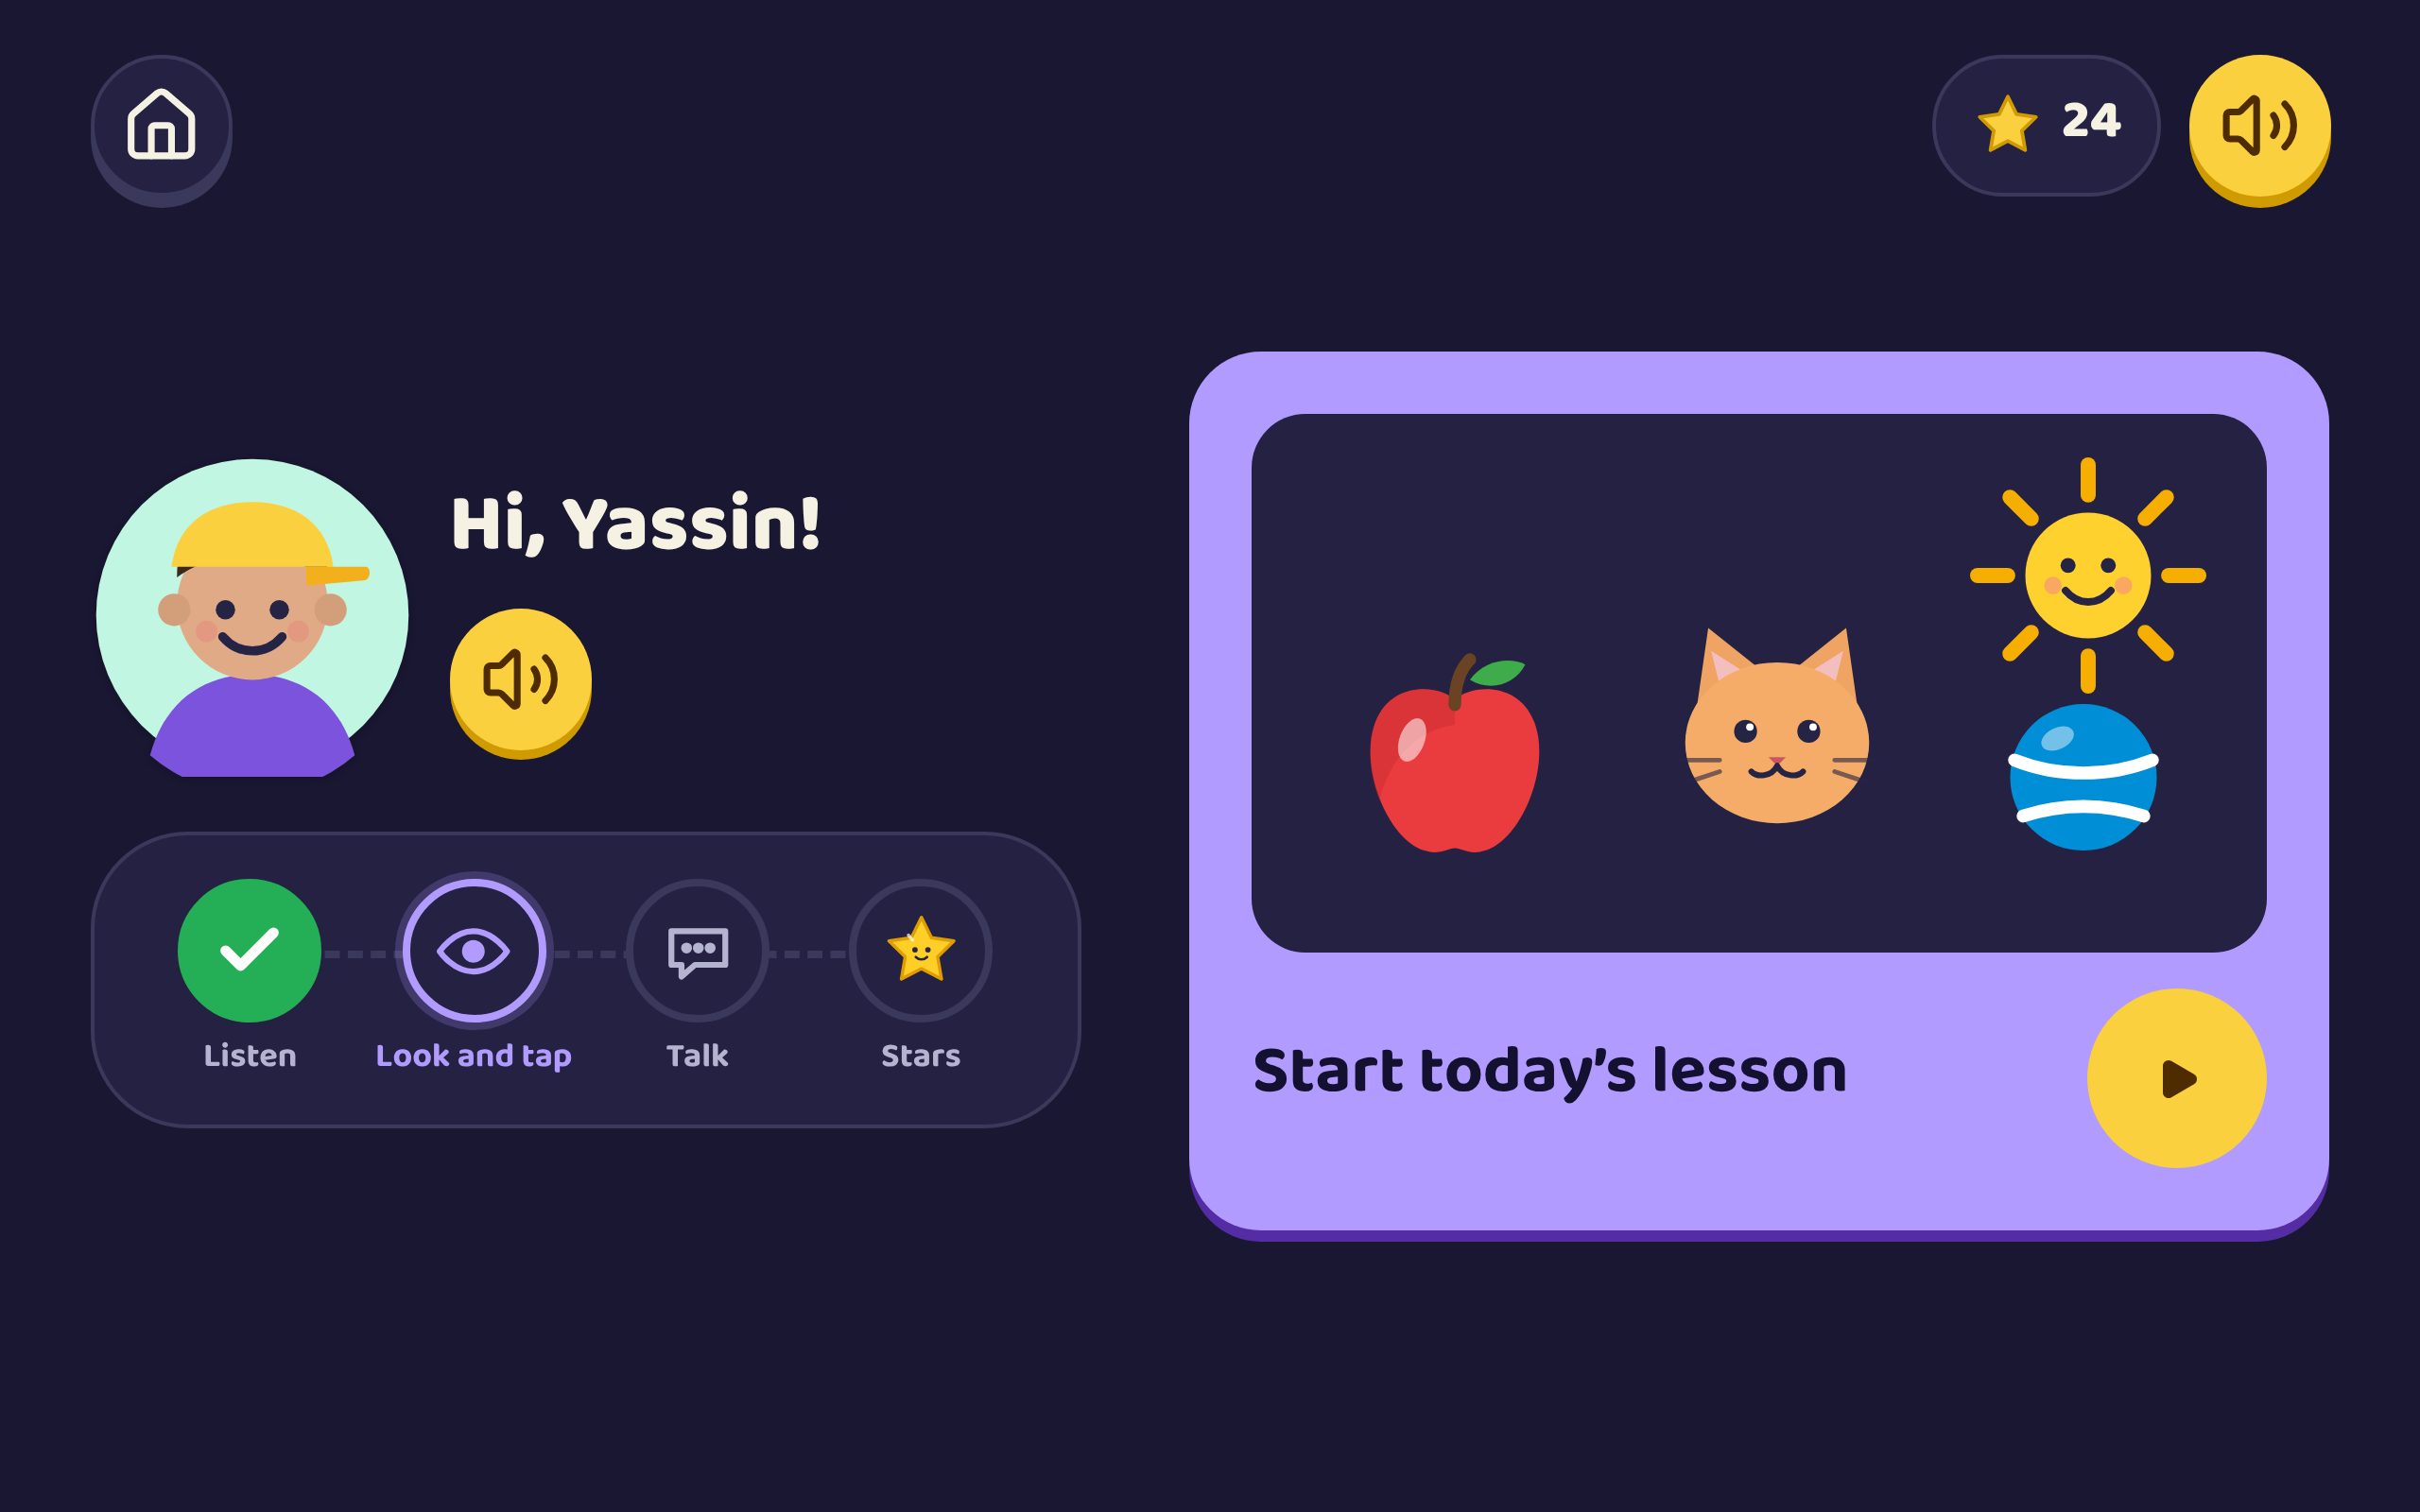 24
Hi, Yassin!
Listen
Look and tap
Talk
Stars
Start today's lesson